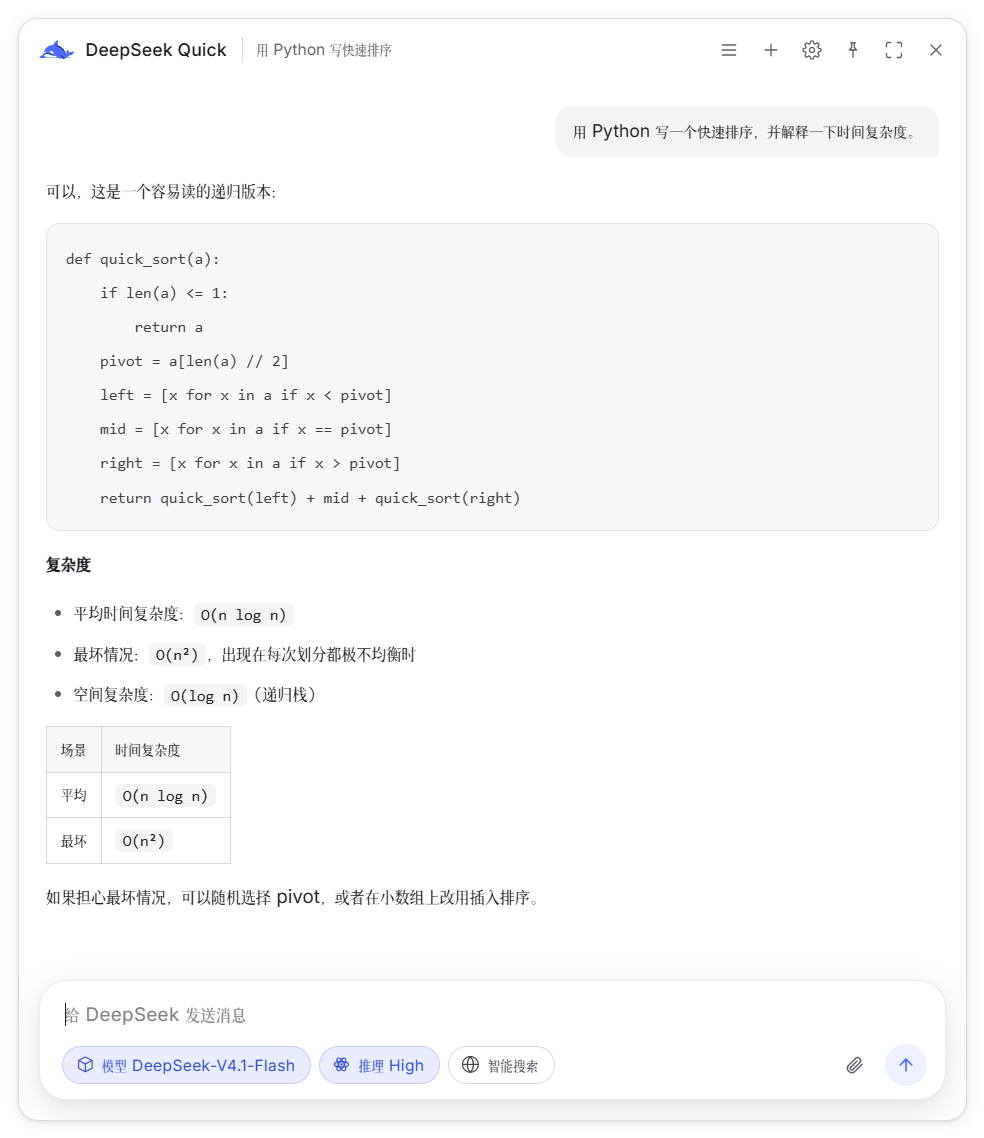 DeepSeek Quick 用 Python 写快速排序
用 Python 写一个快速排序，并解释一下时间复杂度。
可以，这是一个容易读的递归版本：
def quick_sort(a):
    if len(a) <= 1:
        return a
    pivot = a[len(a) // 2]
    left = [x for x in a if x < pivot]
    mid = [x for x in a if x == pivot]
    right = [x for x in a if x > pivot]
    return quick_sort(left) + mid + quick_sort(right)
复杂度
• 平均时间复杂度： O(n log n)
• 最坏情况： O(n²) ，出现在每次划分都极不均衡时
• 空间复杂度： O(log n) （递归栈）
场景 时间复杂度
平均 O(n log n)
最坏 O(n²)
如果担心最坏情况，可以随机选择 pivot，或者在小数组上改用插入排序。
给 DeepSeek 发送消息
模型 DeepSeek-V4.1-Flash 推理 High 智能搜索